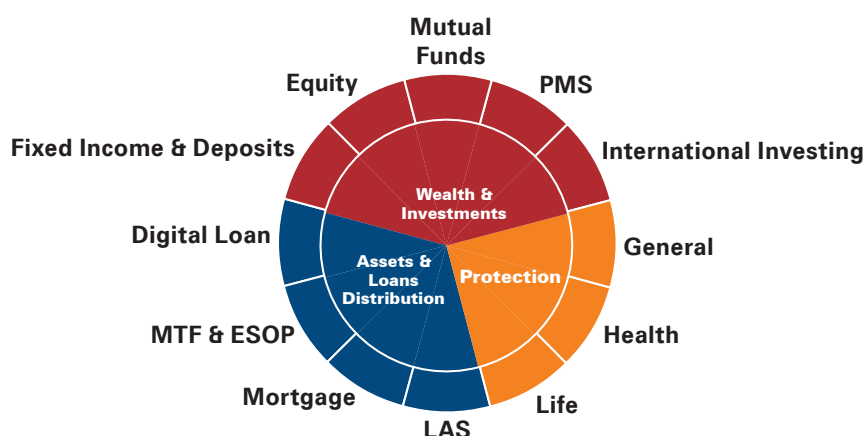 Mutual
Funds
Equity
PMS
Fixed Income & Deposits
International Investing
Wealth &
Investments
Digital Loan
General
Assets &
Loans
Distribution
Protection
MTF & ESOP
Health
Mortgage
Life
LAS